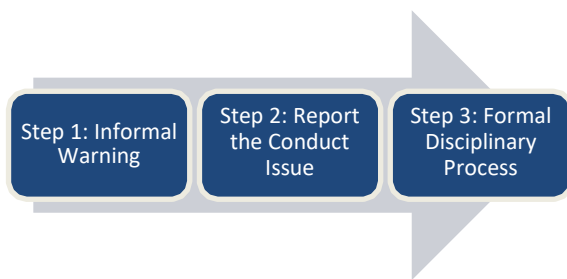 Step 1: Informal
Warning
Step 2: Report
the Conduct
Issue
Step 3: Formal
Disciplinary
Process